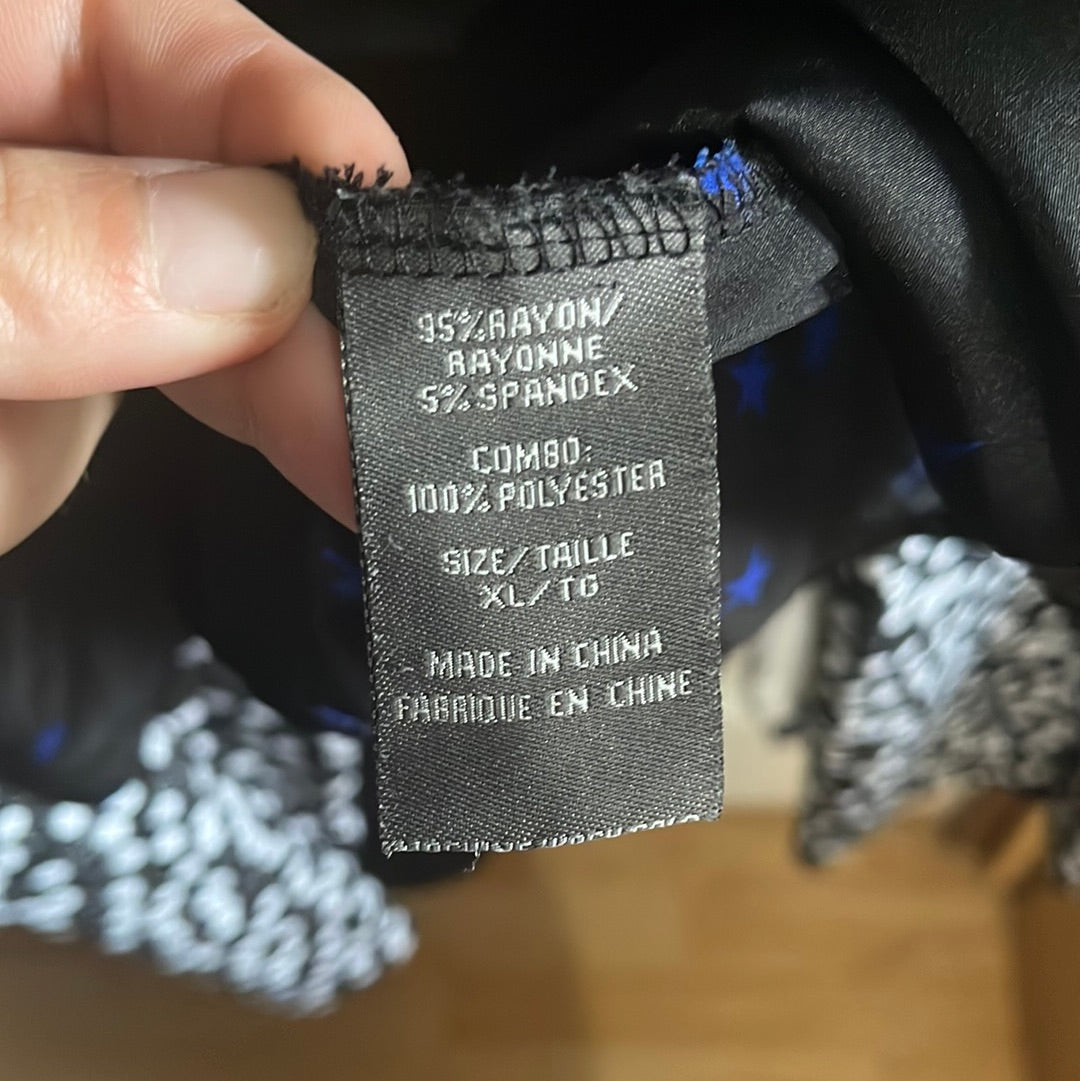 95%RAYON/
RAYONNE
5%SPANDEX
COMBO:
100%POLYESTER
SIZE/TAILLE
XL/TG
MADE IN CHINA
FABRIQUE EN CHINE